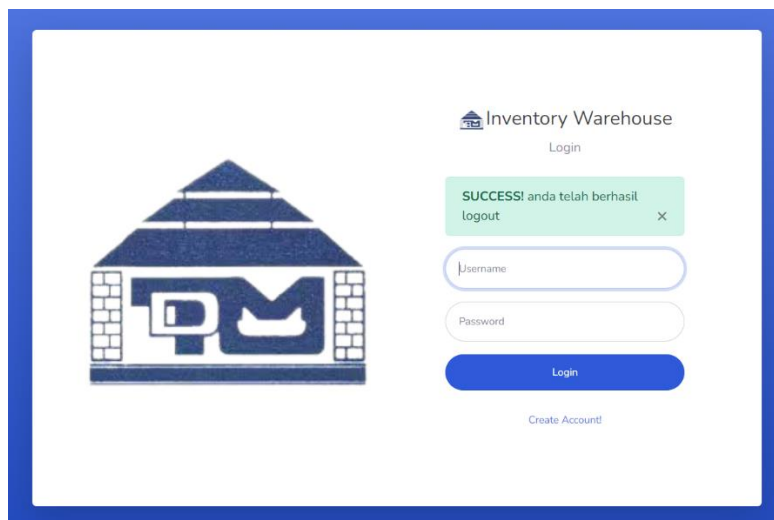 Inventory Warehouse
Login
SUCCESS! anda telah berhasil
logout ×
Username
Password
Login
Create Account!